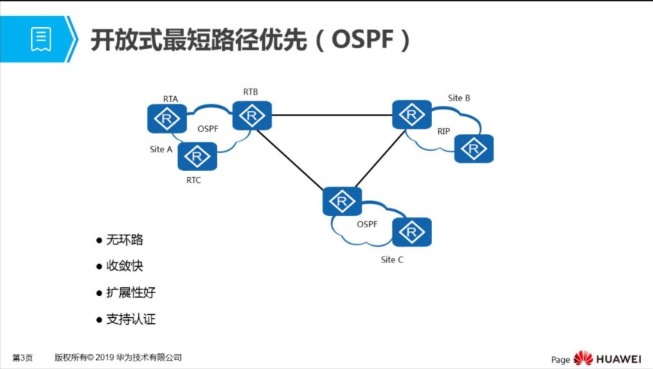 开放式最短路径优先（OSPF）
RTB
Site B
RTA
R
R
R
OSPF
RIP
Site A
R
R
RTC
R
OSPF
R
Site C
● 无环路
● 收敛快
● 扩展性好
● 支持认证
第3页 版权所有© 2019 华为技术有限公司
Page HUAWEI